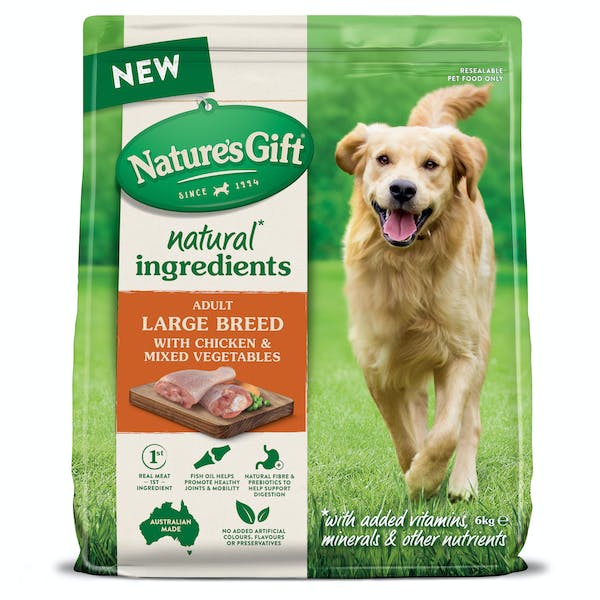 NEW
RESEALABLE
PET FOOD ONLY
Nature's Gift®
SINCE 1994
natural*
ingredients
ADULT
LARGE BREED
WITH CHICKEN &
MIXED VEGETABLES
1st
REAL MEAT
— 1ST —
INGREDIENT
FISH OIL HELPS
PROMOTE HEALTHY
JOINTS & MOBILITY
NATURAL FIBRE &
PREBIOTICS TO
HELP SUPPORT
DIGESTION
AUSTRALIAN
MADE
NO ADDED ARTIFICIAL
COLOURS, FLAVOURS
OR PRESERVATIVES
*with added vitamins,
minerals & other nutrients
6kg ℮